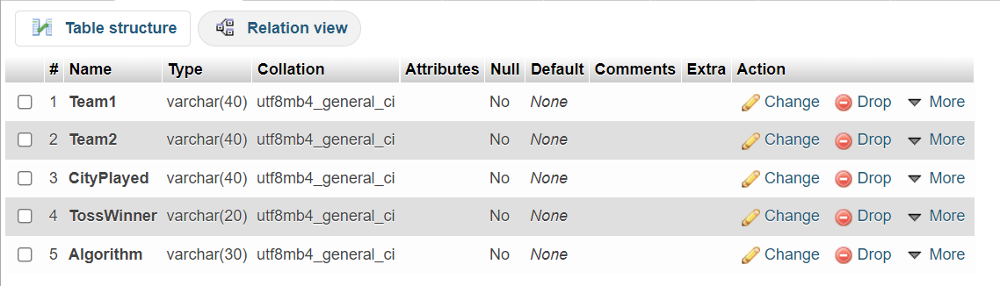 Table structure Relation view
# Name Type Collation Attributes Null Default Comments Extra Action
1 Team1 varchar(40) utf8mb4_general_ci No None Change Drop More
2 Team2 varchar(40) utf8mb4_general_ci No None Change Drop More
3 CityPlayed varchar(40) utf8mb4_general_ci No None Change Drop More
4 TossWinner varchar(20) utf8mb4_general_ci No None Change Drop More
5 Algorithm varchar(30) utf8mb4_general_ci No None Change Drop More